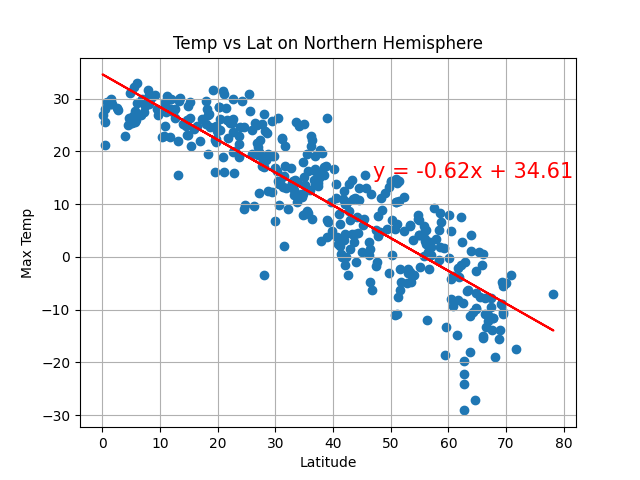 Temp vs Lat on Northern Hemisphere
Max Temp
30
20
10
0
−10
−20
−30
y = -0.62x + 34.61
0 10 20 30 40 50 60 70 80
Latitude